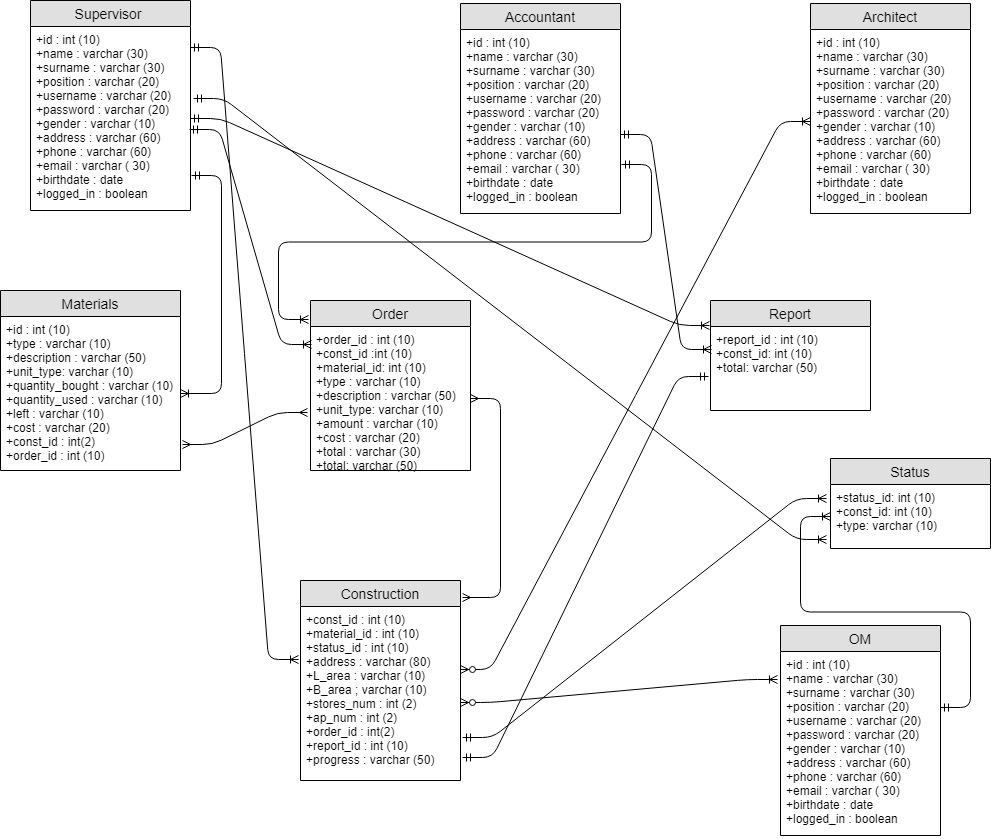 Supervisor
+id : int (10)
+name : varchar (30)
+surname : varchar (30)
+position : varchar (20)
+username : varchar (20)
+password : varchar (20)
+gender : varchar (10)
+address : varchar (60)
+phone : varchar (60)
+email : varchar ( 30)
+birthdate : date
+logged_in : boolean
Accountant
+id : int (10)
+name : varchar (30)
+surname : varchar (30)
+position : varchar (20)
+username : varchar (20)
+password : varchar (20)
+gender : varchar (10)
+address : varchar (60)
+phone : varchar (60)
+email : varchar ( 30)
+birthdate : date
+logged_in : boolean
Architect
+id : int (10)
+name : varchar (30)
+surname : varchar (30)
+position : varchar (20)
+username : varchar (20)
+password : varchar (20)
+gender : varchar (10)
+address : varchar (60)
+phone : varchar (60)
+email : varchar ( 30)
+birthdate : date
+logged_in : boolean
Materials
+id : int (10)
+type : varchar (10)
+description : varchar (50)
+unit_type: varchar (10)
+quantity_bought : varchar (10)
+quantity_used : varchar (10)
+left : varchar (10)
+cost : varchar (20)
+const_id : int(2)
+order_id : int (10)
Order
+order_id : int (10)
+const_id :int (10)
+material_id: int (10)
+type : varchar (10)
+description : varchar (50)
+unit_type: varchar (10)
+amount : varchar (10)
+cost : varchar (20)
+total : varchar (30)
+total: varchar (50)
Report
+report_id : int (10)
+const_id: int (10)
+total: varchar (50)
Status
+status_id: int (10)
+const_id: int (10)
+type: varchar (10)
Construction
+const_id : int (10)
+material_id : int (10)
+status_id : int (10)
+address : varchar (80)
+L_area : varchar (10)
+B_area ; varchar (10)
+stores_num : int (2)
+ap_num : int (2)
+order_id : int(2)
+report_id : int (10)
+progress : varchar (50)
OM
+id : int (10)
+name : varchar (30)
+surname : varchar (30)
+position : varchar (20)
+username : varchar (20)
+password : varchar (20)
+gender : varchar (10)
+address : varchar (60)
+phone : varchar (60)
+email : varchar ( 30)
+birthdate : date
+logged_in : boolean